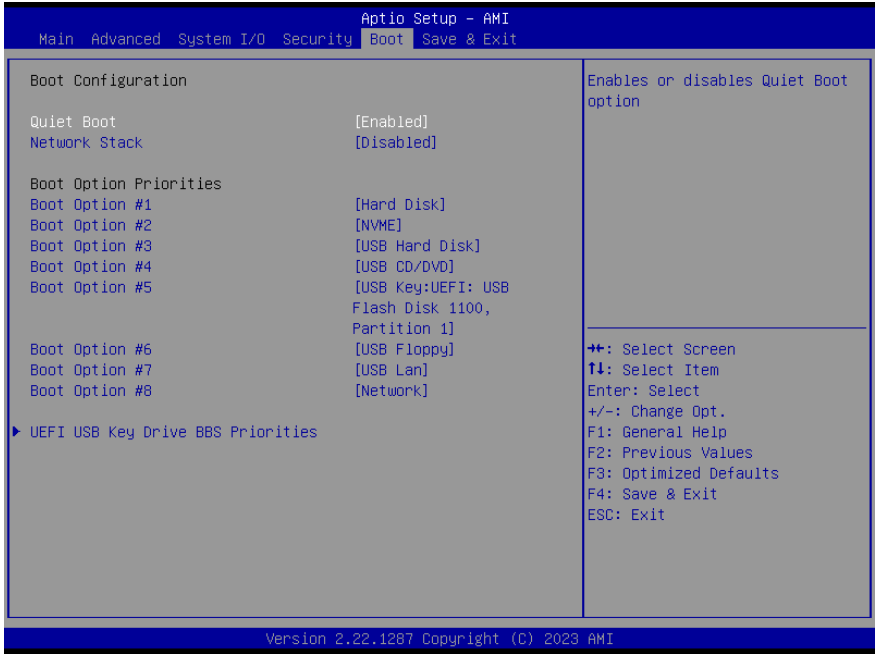 Aptio Setup - AMI
Main Advanced System I/O Security Boot Save & Exit
Boot Configuration
Quiet Boot [Enabled]
Network Stack [Disabled]
Boot Option Priorities
Boot Option #1 [Hard Disk]
Boot Option #2 [NVME]
Boot Option #3 [USB Hard Disk]
Boot Option #4 [USB CD/DVD]
Boot Option #5 [USB Key:UEFI: USB
Flash Disk 1100,
Partition 1]
Boot Option #6 [USB Floppy]
Boot Option #7 [USB Lan]
Boot Option #8 [Network]
UEFI USB Key Drive BBS Priorities
Enables or disables Quiet Boot
option
→←: Select Screen
↑↓: Select Item
Enter: Select
+/-: Change Opt.
F1: General Help
F2: Previous Values
F3: Optimized Defaults
F4: Save & Exit
ESC: Exit
Version 2.22.1287 Copyright (C) 2023 AMI